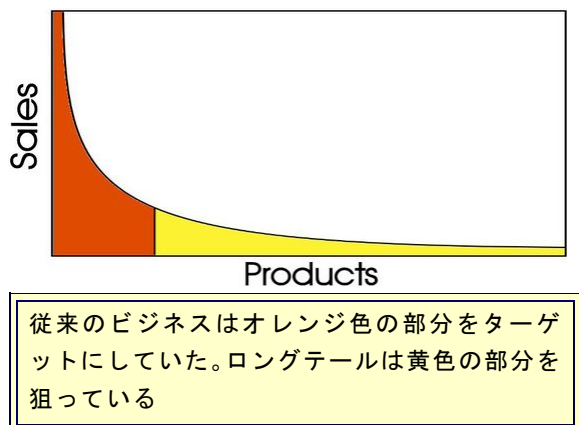 Sales
Products
従来のビジネスはオレンジ色の部分をターゲ
ットにしていた。ロングテールは黄色の部分を
狙っている